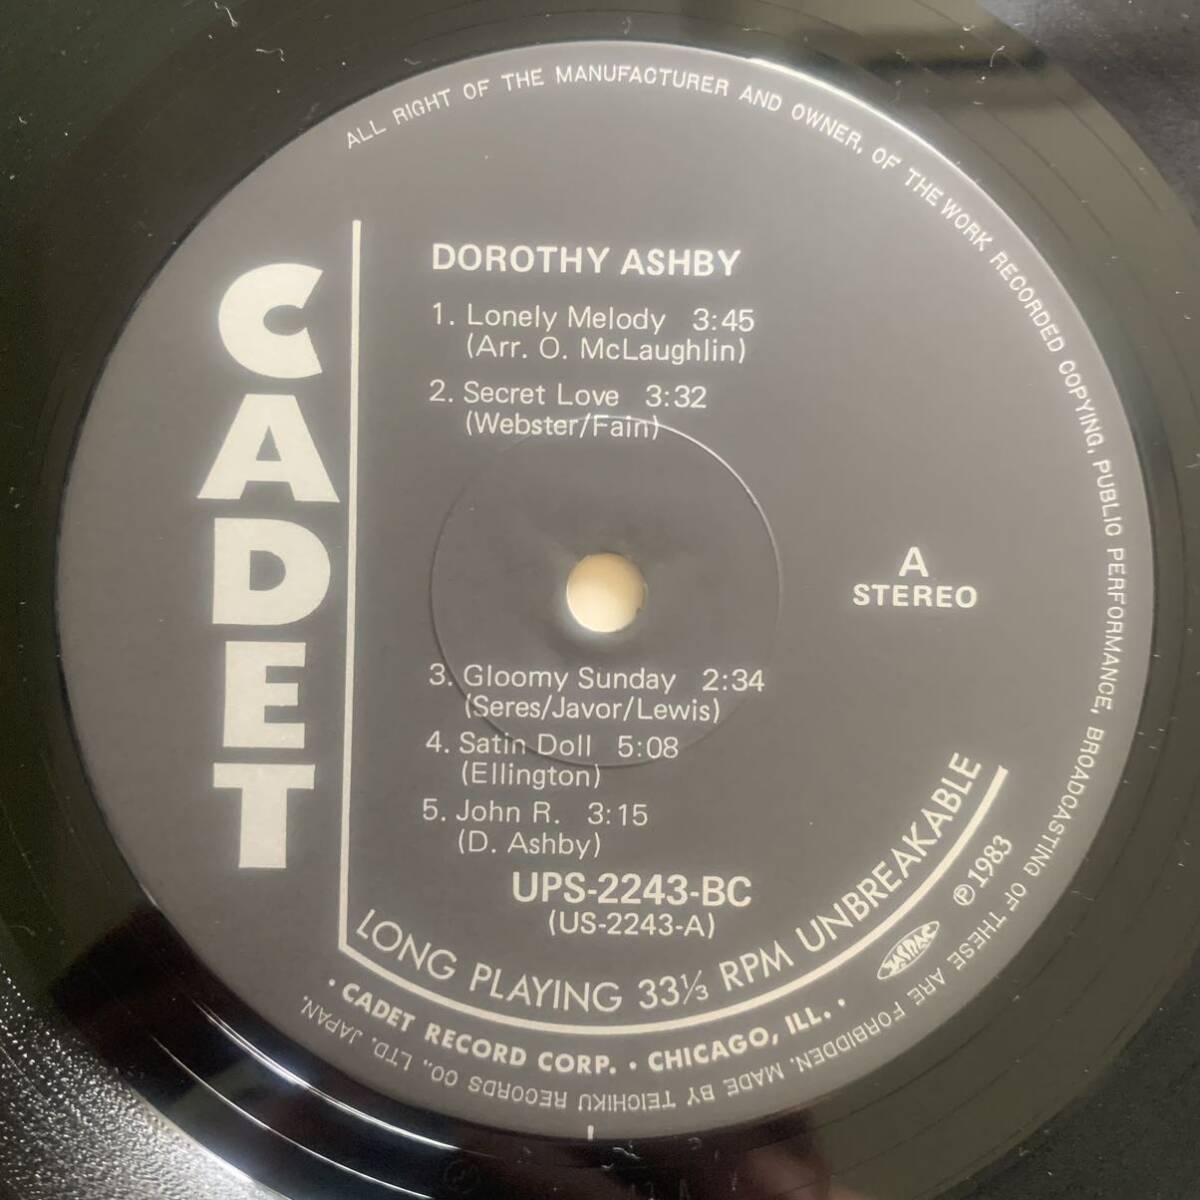 ALL RIGHT OF THE MANUFACTURER AND OWNER, OF THE WORK RECORDED COPYING, PUBLIC PERFORMANCE, BROADCASTING OF THESE ARE FORBIDDEN. MADE BY TEICHIKU RECORDS CO., LTD. JAPAN.
CADET
DOROTHY ASHBY
1. Lonely Melody 3:45
(Arr. O. McLaughlin)
2. Secret Love 3:32
(Webster/Fain)
A
STEREO
3. Gloomy Sunday 2:34
(Seres/Javor/Lewis)
4. Satin Doll 5:08
(Ellington)
5. John R. 3:15
(D. Ashby)
UPS-2243-BC
(US-2243-A)
LONG PLAYING 33⅓ RPM UNBREAKABLE
℗1983
JASRAC
· CADET RECORD CORP. · CHICAGO, ILL. ·